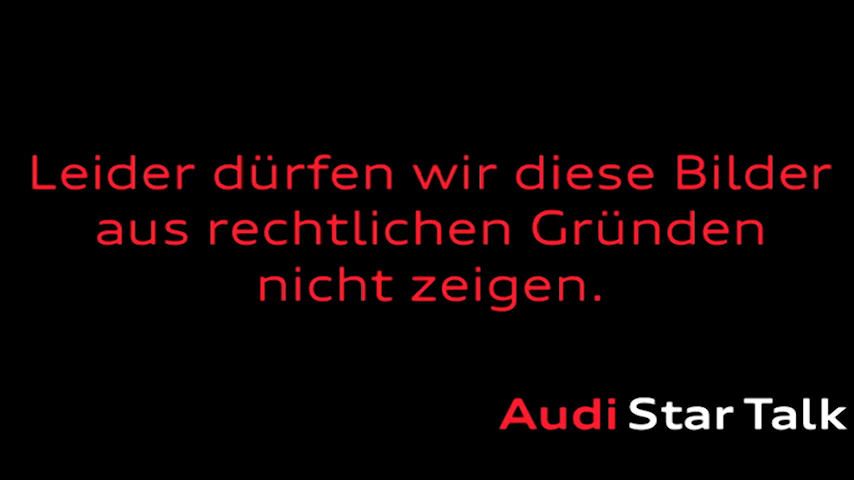 Leider dürfen wir diese Bilder
aus rechtlichen Gründen
nicht zeigen.
Audi Star Talk